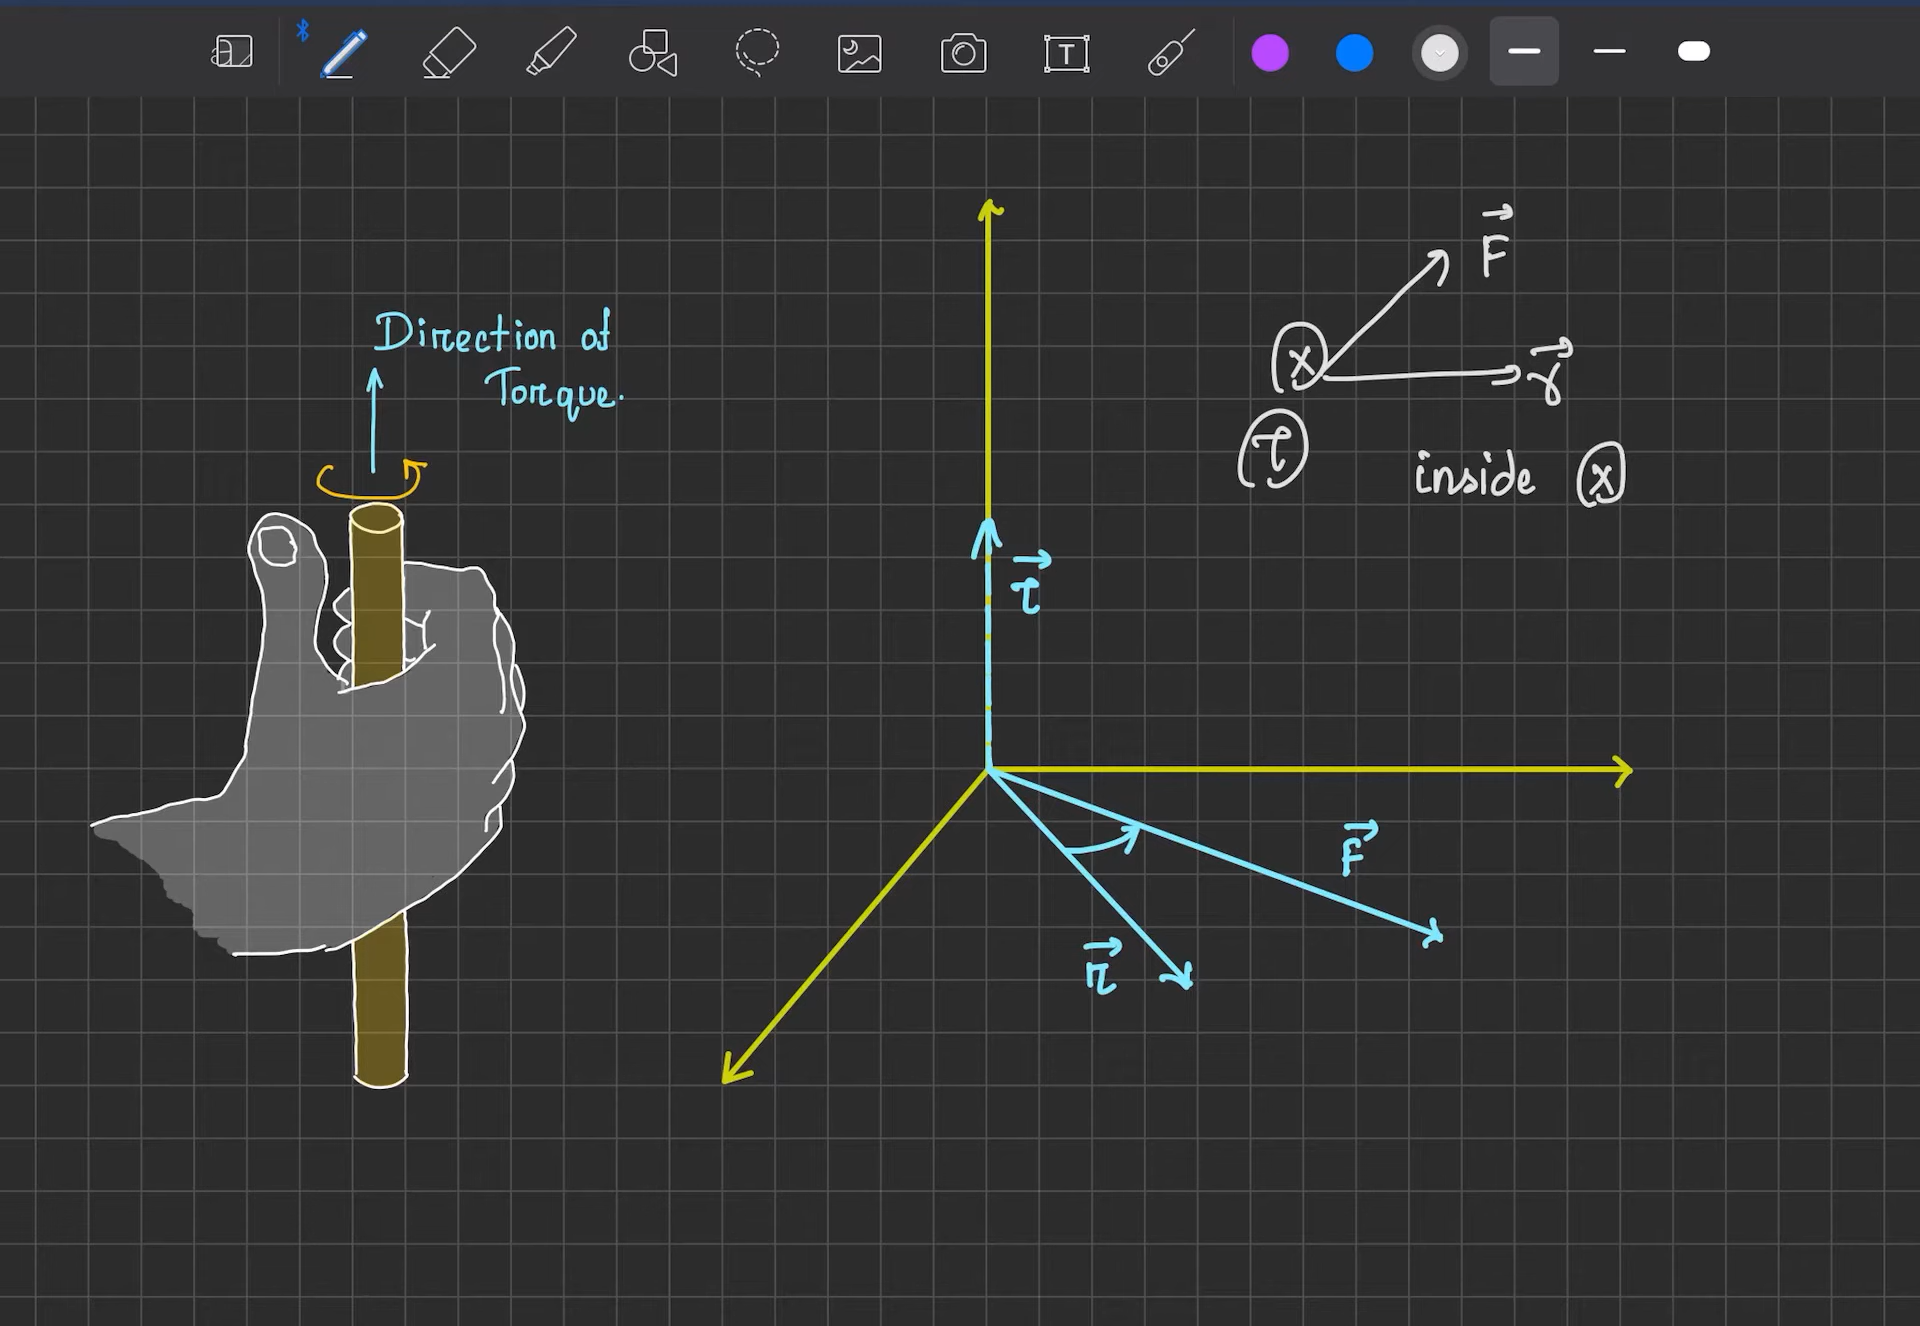 Direction of
Torque.
τ⃗
F⃗
r⃗
F⃗
r⃗
ⓧ
τ
inside ⓧ
T
a